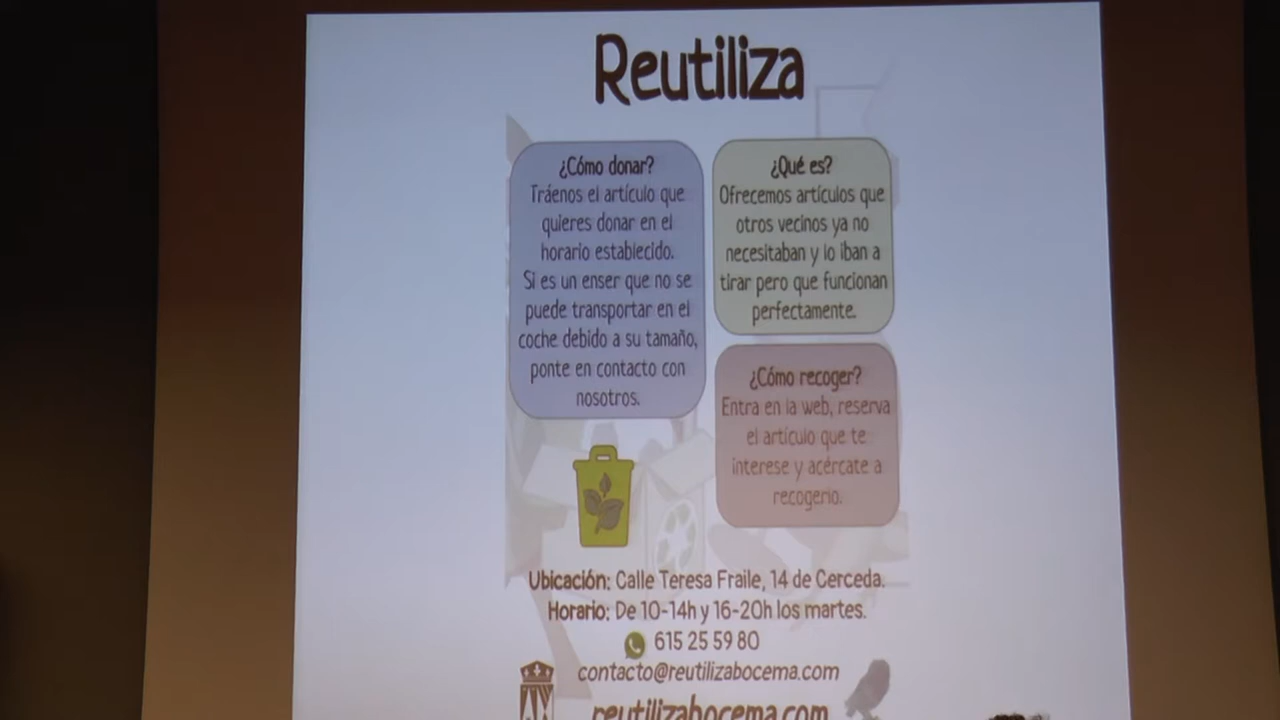 Reutiliza
¿Cómo donar?
Tráenos el artículo que
quieres donar en el
horario establecido.
Si es un enser que no se
puede transportar en el
coche debido a su tamaño,
ponte en contacto con
nosotros.
¿Qué es?
Ofrecemos artículos que
otros vecinos ya no
necesitaban y lo iban a
tirar pero que funcionan
perfectamente.
¿Cómo recoger?
Entra en la web, reserva
el artículo que te
interese y acércate a
recogerlo.
Ubicación: Calle Teresa Fraile, 14 de Cerceda.
Horario: De 10-14h y 16-20h los martes.
615 25 59 80
contacto@reutilizabocema.com
reutilizabocema.com